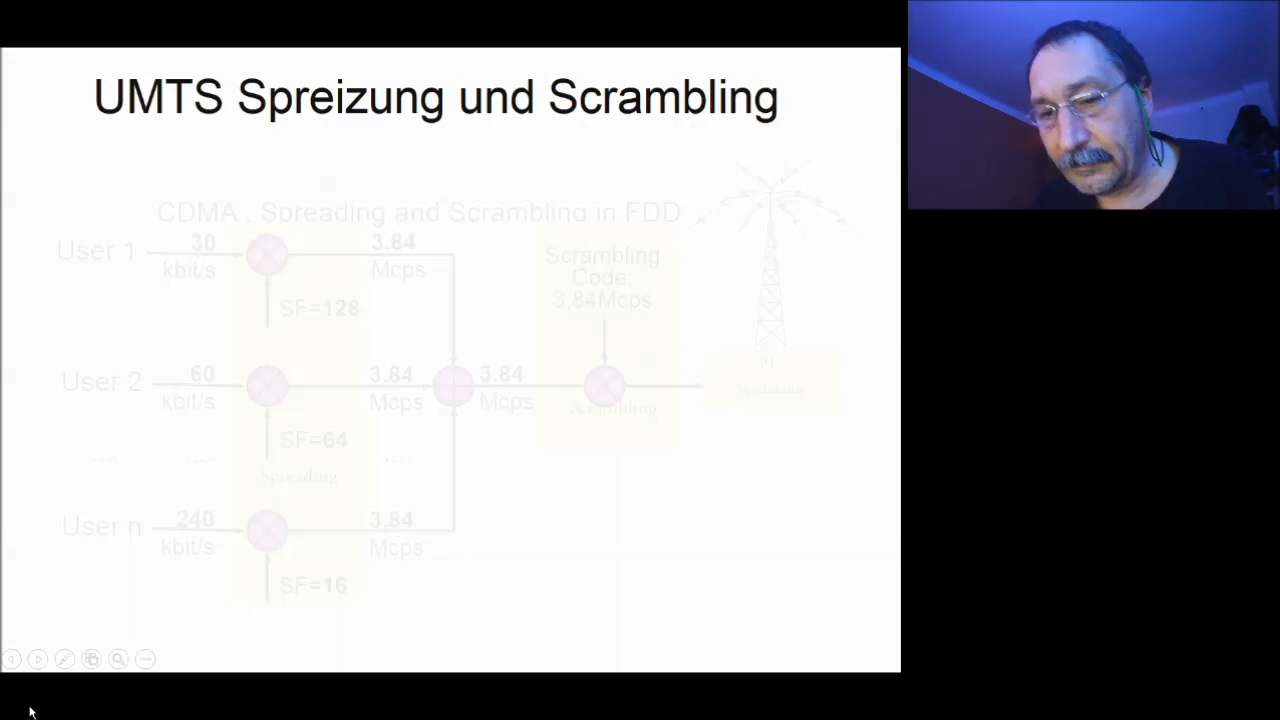 UMTS Spreizung und Scrambling
CDMA , Spreading and Scrambling in FDD
User 1
30
kbit/s
3.84
Mcps
SF=128
Scrambling
Code;
3,84Mcps
User 2
60
kbit/s
3.84
Mcps
3.84
Mcps
Scrambling
SF=64
Spreading
User n
240
kbit/s
3.84
Mcps
SF=16